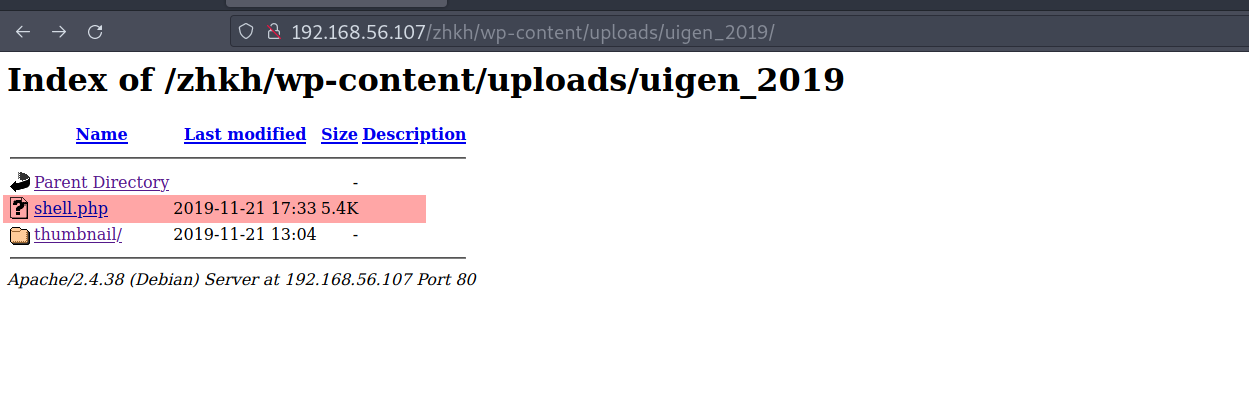 192.168.56.107/zhkh/wp-content/uploads/uigen_2019/
Index of /zhkh/wp-content/uploads/uigen_2019
Name Last modified Size Description
Parent Directory -
shell.php 2019-11-21 17:33 5.4K
thumbnail/ 2019-11-21 13:04 -
Apache/2.4.38 (Debian) Server at 192.168.56.107 Port 80